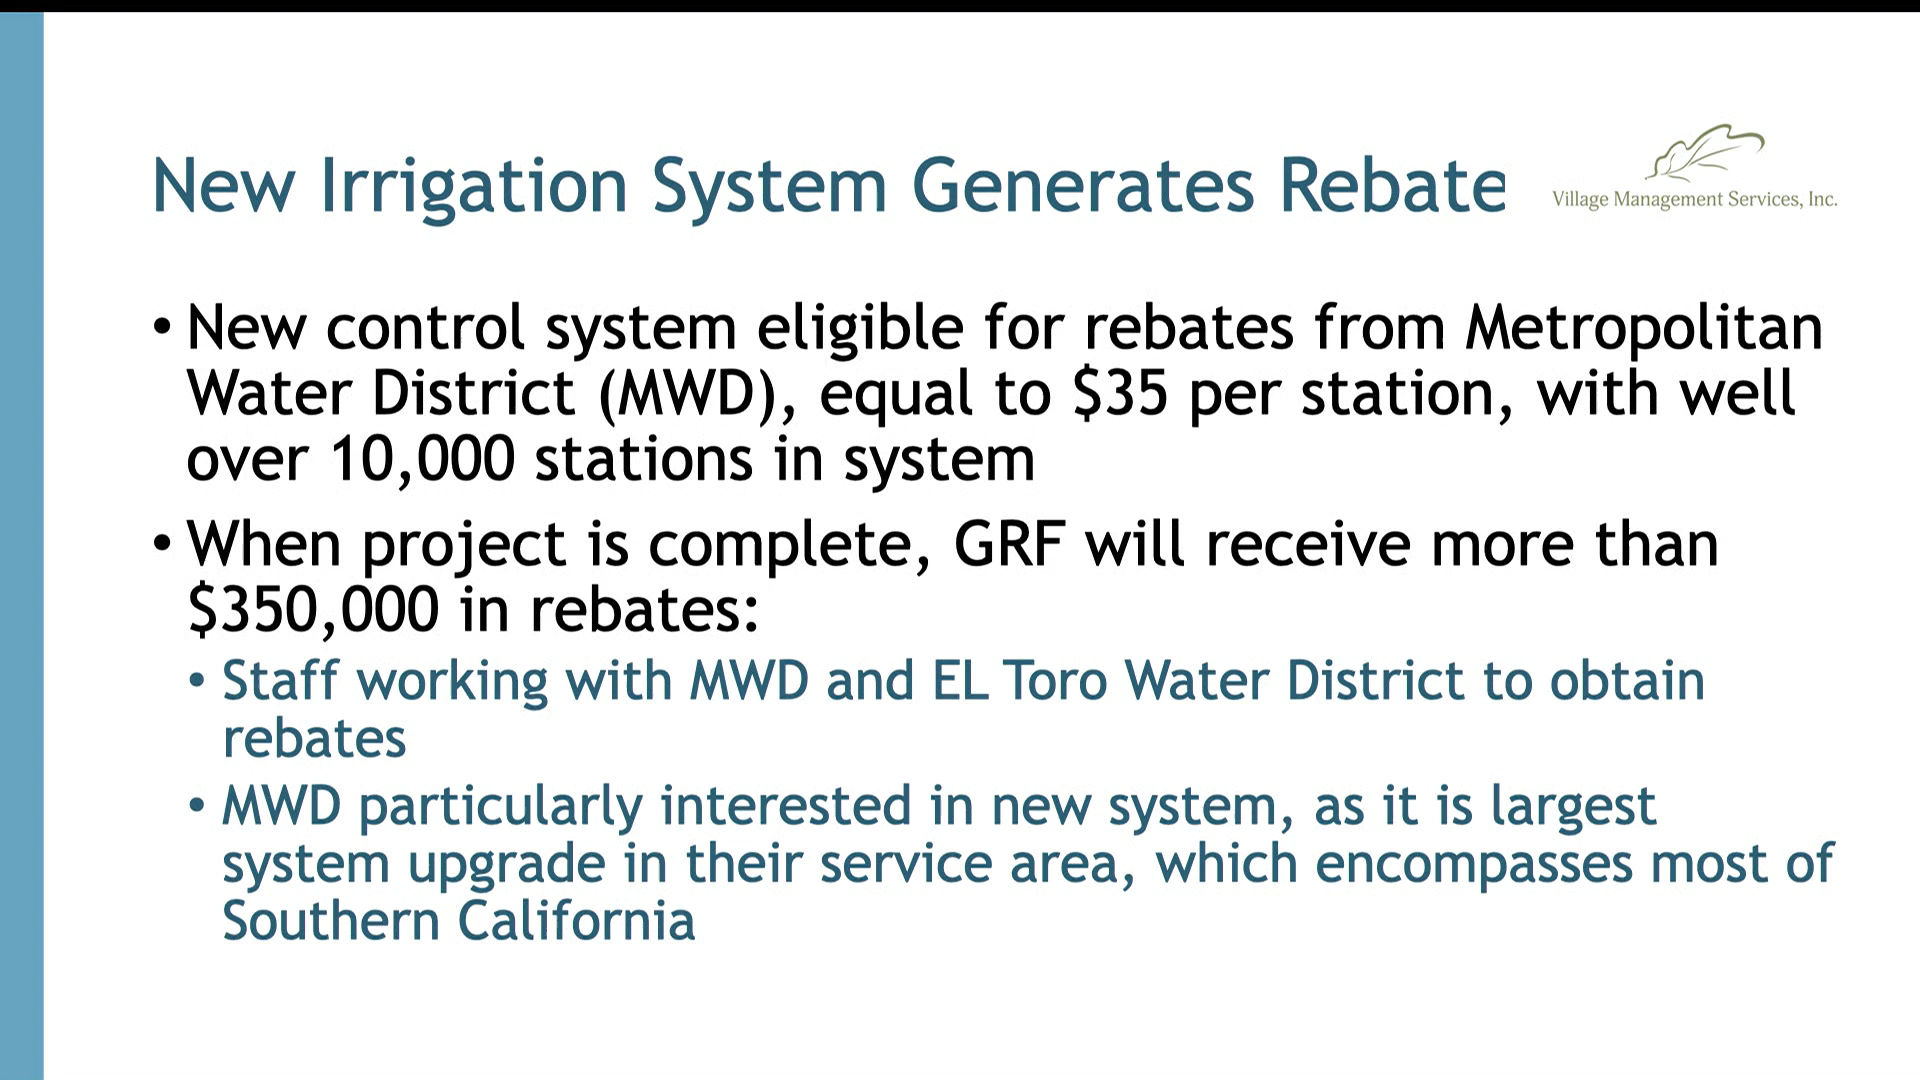 New Irrigation System Generates Rebate
Village Management Services, Inc.
• New control system eligible for rebates from Metropolitan
Water District (MWD), equal to $35 per station, with well
over 10,000 stations in system
• When project is complete, GRF will receive more than
$350,000 in rebates:
• Staff working with MWD and EL Toro Water District to obtain
rebates
• MWD particularly interested in new system, as it is largest
system upgrade in their service area, which encompasses most of
Southern California